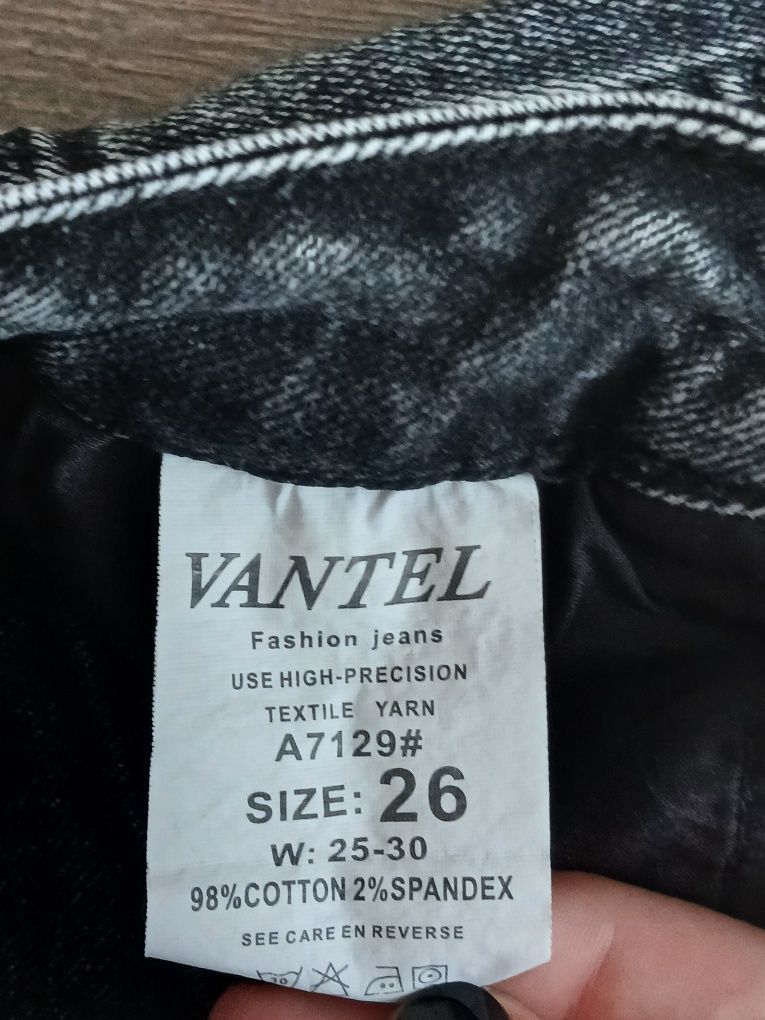 VANTEL
Fashion jeans
USE HIGH-PRECISION
TEXTILE YARN
A7129#
SIZE: 26
W: 25-30
98%COTTON 2%SPANDEX
SEE CARE EN REVERSE
30